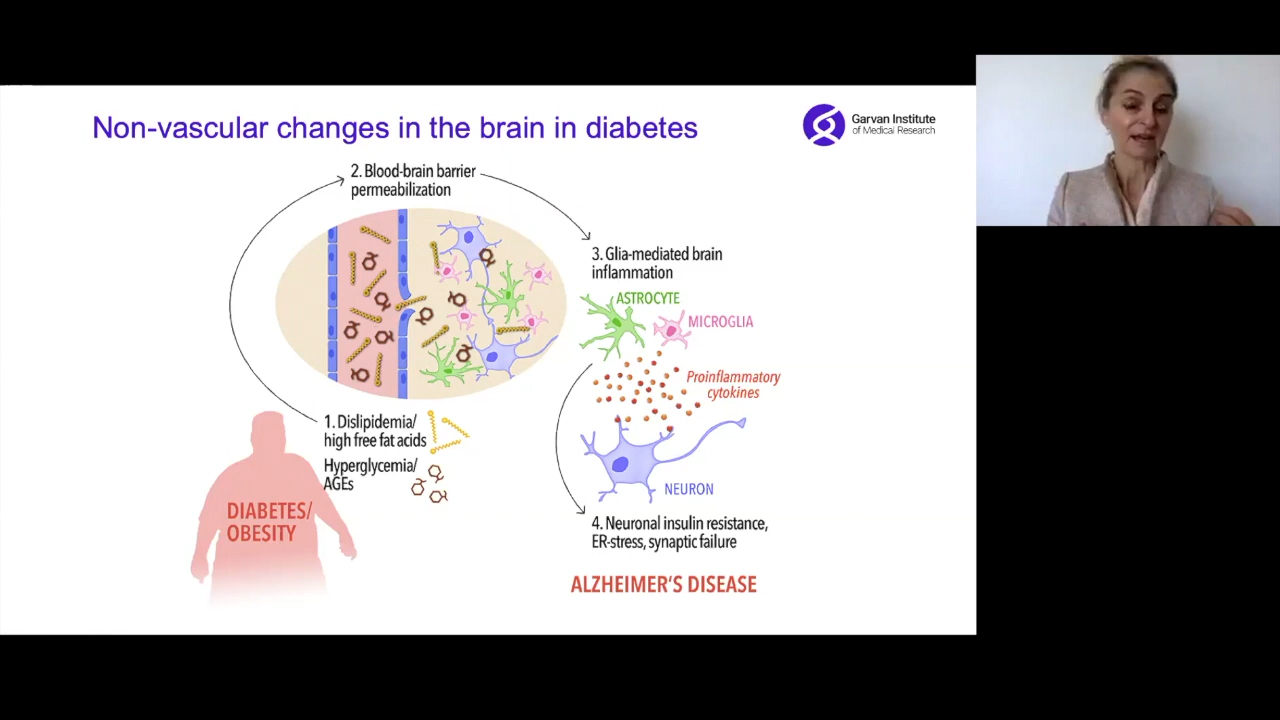 Non-vascular changes in the brain in diabetes
Garvan Institute
of Medical Research
2. Blood-brain barrier
permeabilization
3. Glia-mediated brain
inflammation
ASTROCYTE
MICROGLIA
Proinflammatory
cytokines
1. Dislipidemia/
high free fat acids
Hyperglycemia/
AGEs
DIABETES/
OBESITY
NEURON
4. Neuronal insulin resistance,
ER-stress, synaptic failure
ALZHEIMER'S DISEASE